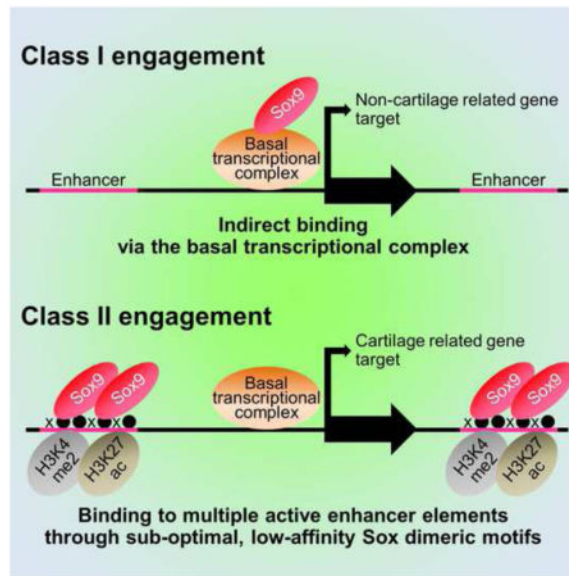 Class I engagement
Sox9
Non-cartilage related gene
target
Basal
transcriptional
complex
Enhancer
Enhancer
Indirect binding
via the basal transcriptional complex
Class II engagement
Cartilage related gene
target
Sox9
Sox9
Basal
transcriptional
complex
Sox9
Sox9
x x x
x x x
H3K4
me2
H3K27
ac
H3K4
me2
H3K27
ac
Binding to multiple active enhancer elements
through sub-optimal, low-affinity Sox dimeric motifs